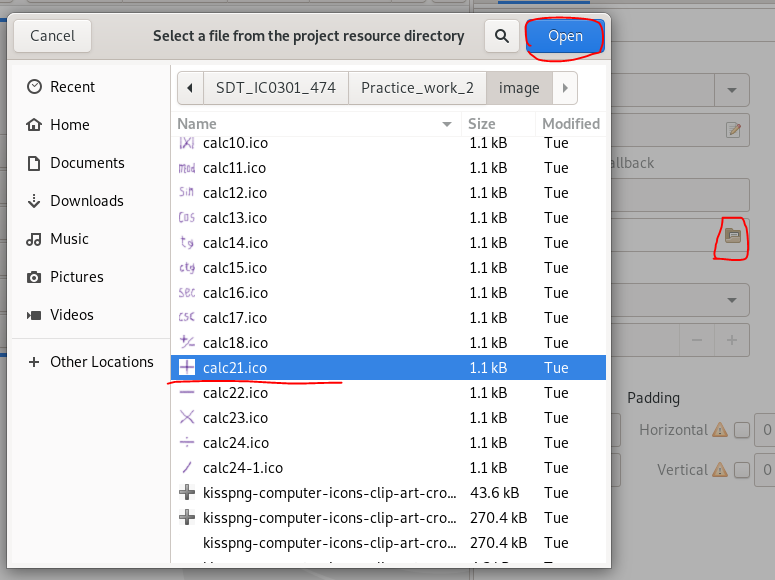 Cancel
Select a file from the project resource directory
Open
Recent
Home
Documents
Downloads
Music
Pictures
Videos
Other Locations
SDT_IC0301_474
Practice_work_2
image
Name Size Modified
calc10.ico 1.1 kB Tue
calc11.ico 1.1 kB Tue
calc12.ico 1.1 kB Tue
calc13.ico 1.1 kB Tue
calc14.ico 1.1 kB Tue
calc15.ico 1.1 kB Tue
calc16.ico 1.1 kB Tue
calc17.ico 1.1 kB Tue
calc18.ico 1.1 kB Tue
calc21.ico 1.1 kB Tue
calc22.ico 1.1 kB Tue
calc23.ico 1.1 kB Tue
calc24.ico 1.1 kB Tue
calc24-1.ico 1.1 kB Tue
kisspng-computer-icons-clip-art-cro... 43.6 kB Tue
kisspng-computer-icons-clip-art-cro... 270.4 kB Tue
kisspng-computer-icons-clip-art-cro... 270.4 kB Tue
allback
Padding
Horizontal 0
Vertical 0